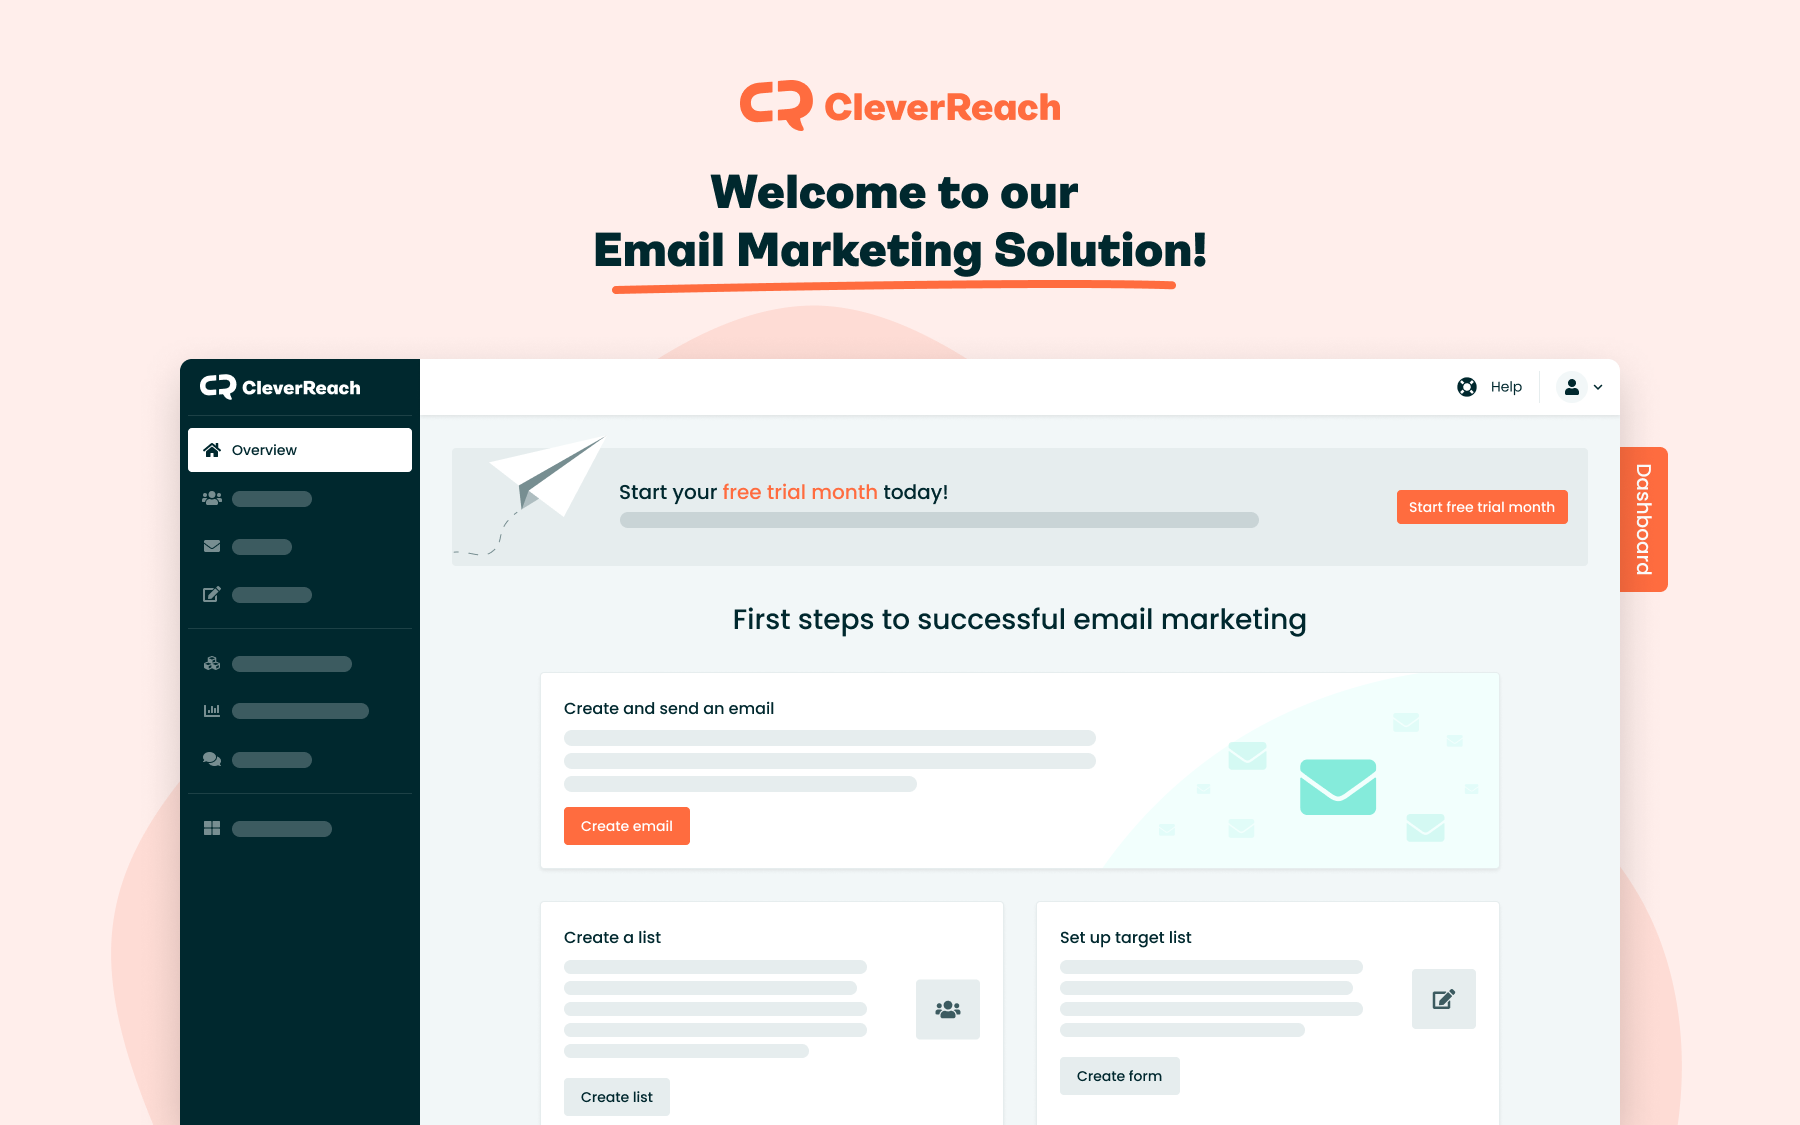 CleverReach
Welcome to our
Email Marketing Solution!
CleverReach
Help
Overview
Start your free trial month today!
Start free trial month
Dashboard
First steps to successful email marketing
Create and send an email
Create email
Create a list
Create list
Set up target list
Create form